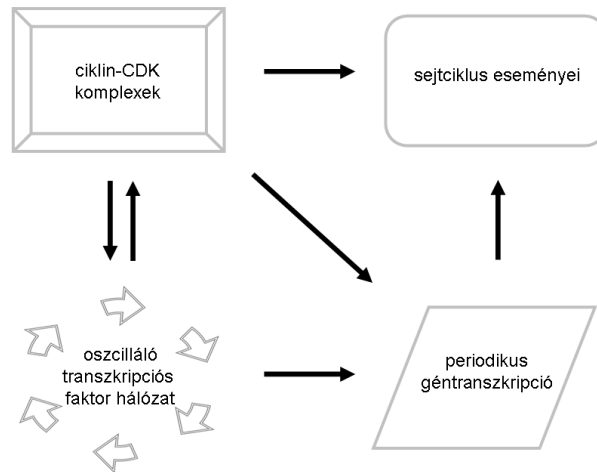 ciklin-CDK
komplexek
sejtciklus eseményei
oszcilláló
transzkripciós
faktor hálózat
periodikus
géntranszkripció